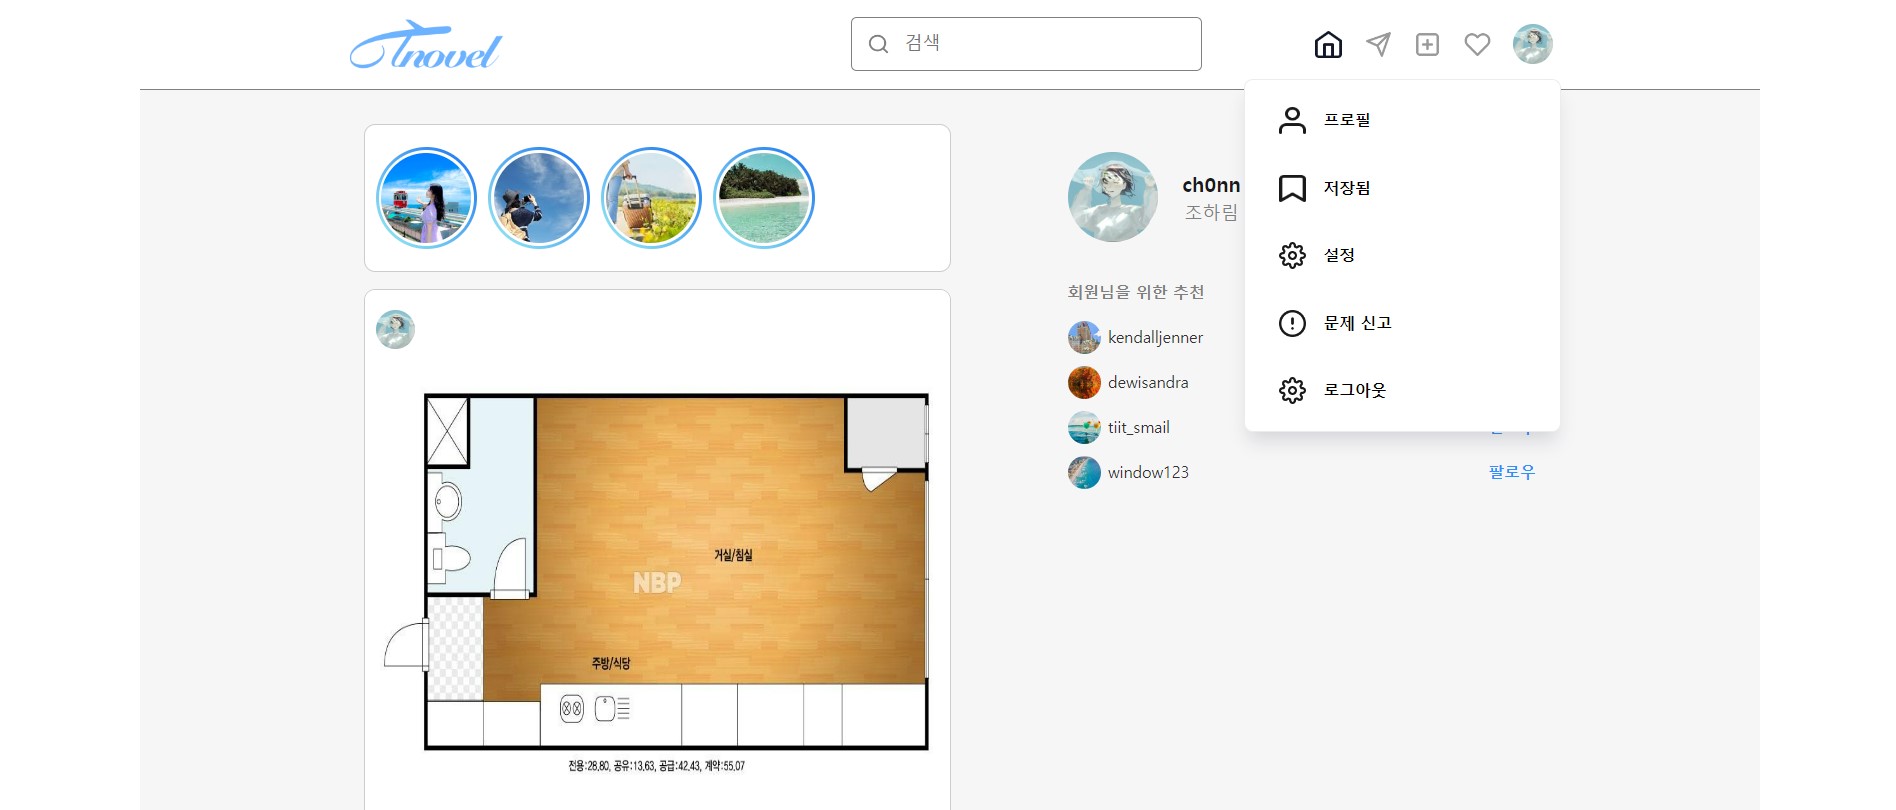 Tnovel
검색
프로필
저장됨
설정
문제 신고
로그아웃
ch0nn
조하림
회원님을 위한 추천
kendalljenner
dewisandra
tiit_smail
window123
팔로우
거실/침실
NBP
주방/식당
전용:28.80, 공유:13.63, 공급:42.43, 계약:55.07